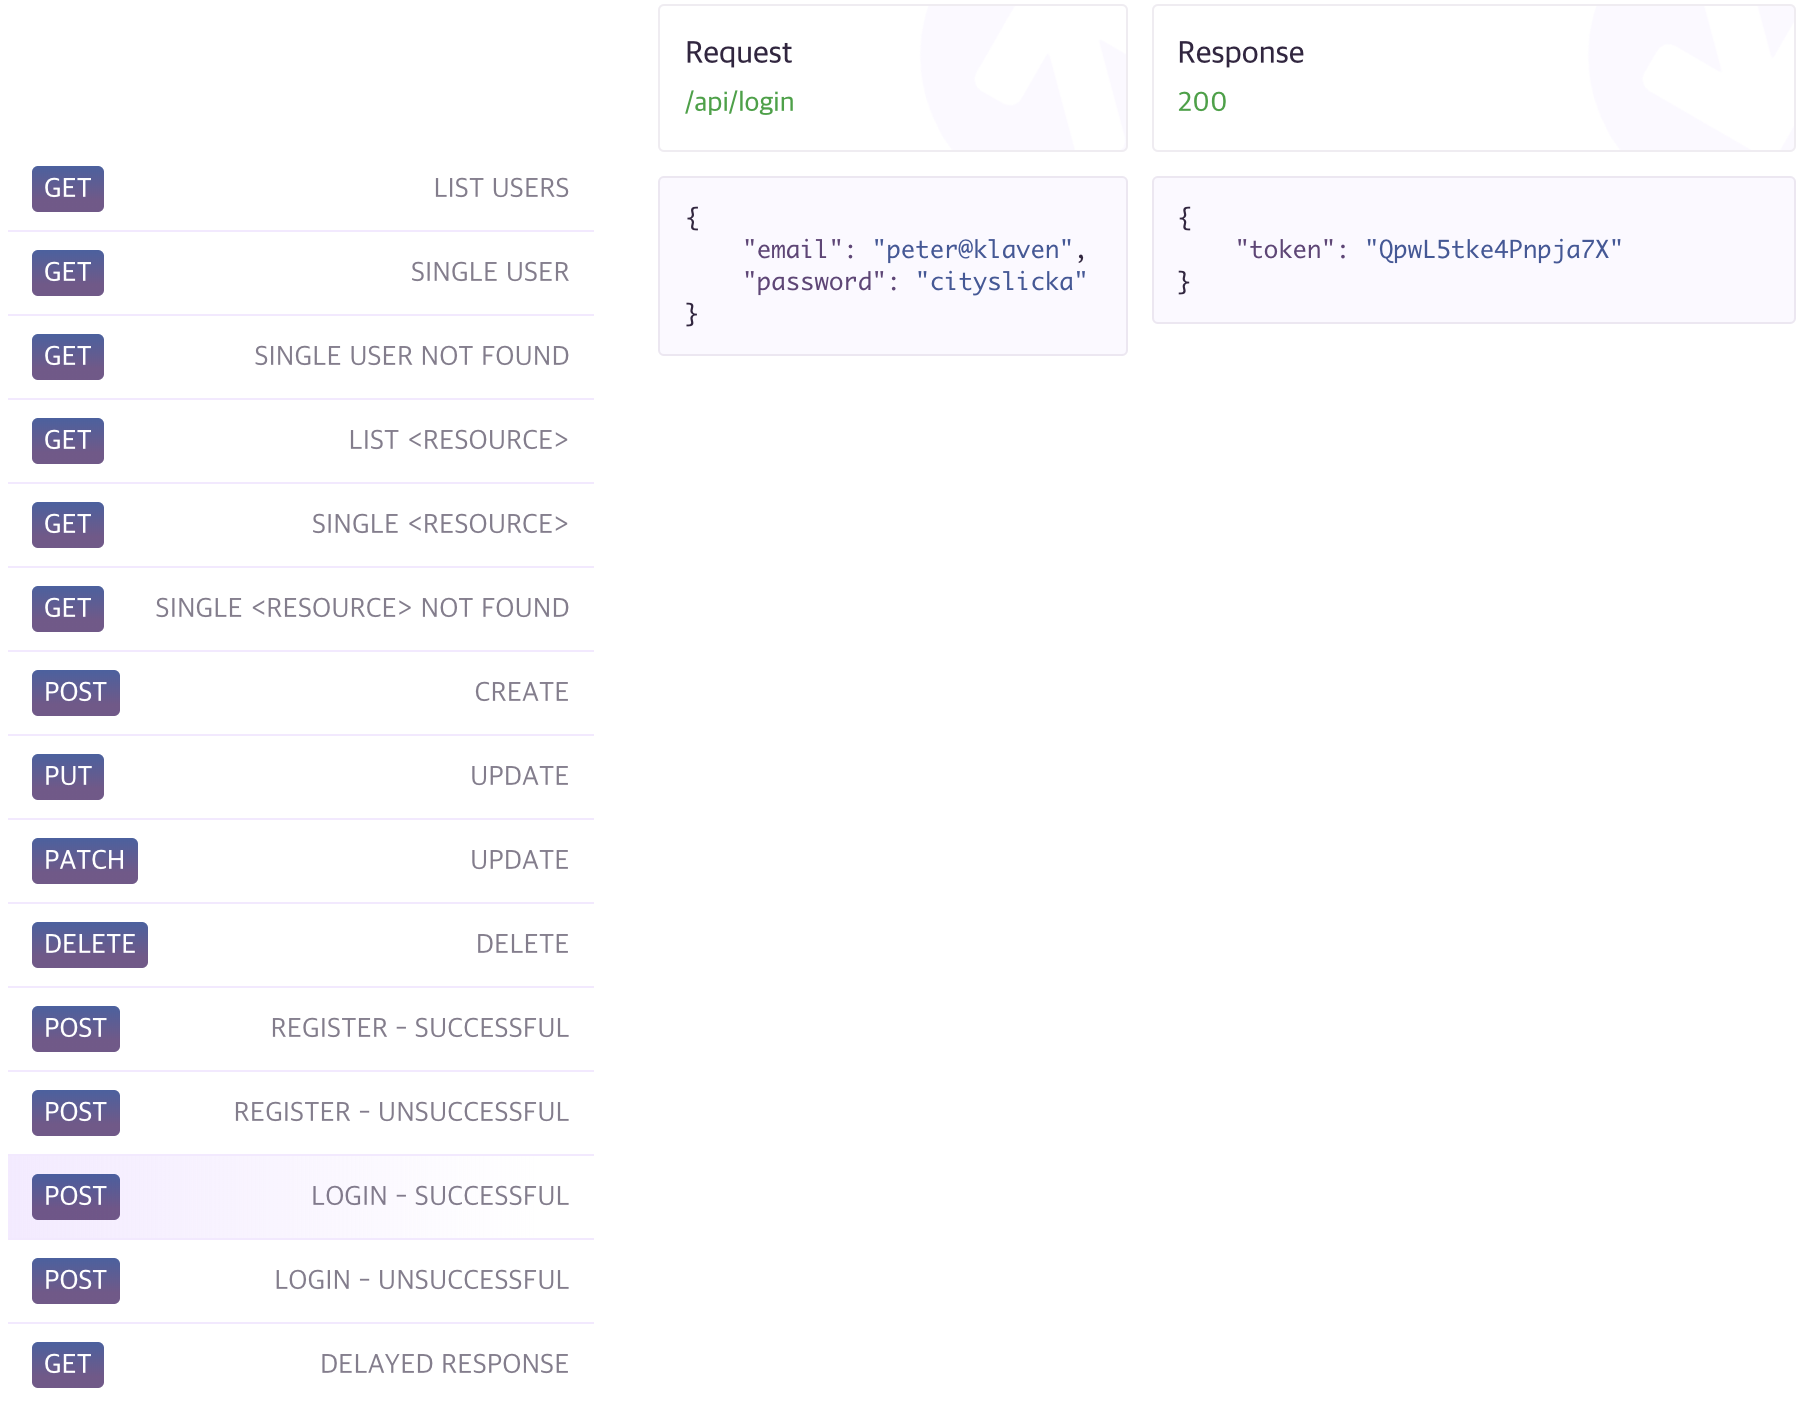 GET LIST USERS
GET SINGLE USER
GET SINGLE USER NOT FOUND
GET LIST <RESOURCE>
GET SINGLE <RESOURCE>
GET SINGLE <RESOURCE> NOT FOUND
POST CREATE
PUT UPDATE
PATCH UPDATE
DELETE DELETE
POST REGISTER - SUCCESSFUL
POST REGISTER - UNSUCCESSFUL
POST LOGIN - SUCCESSFUL
POST LOGIN - UNSUCCESSFUL
GET DELAYED RESPONSE
Request
/api/login
{
    "email": "peter@klaven",
    "password": "cityslicka"
}
Response
200
{
    "token": "QpwL5tke4Pnpja7X"
}